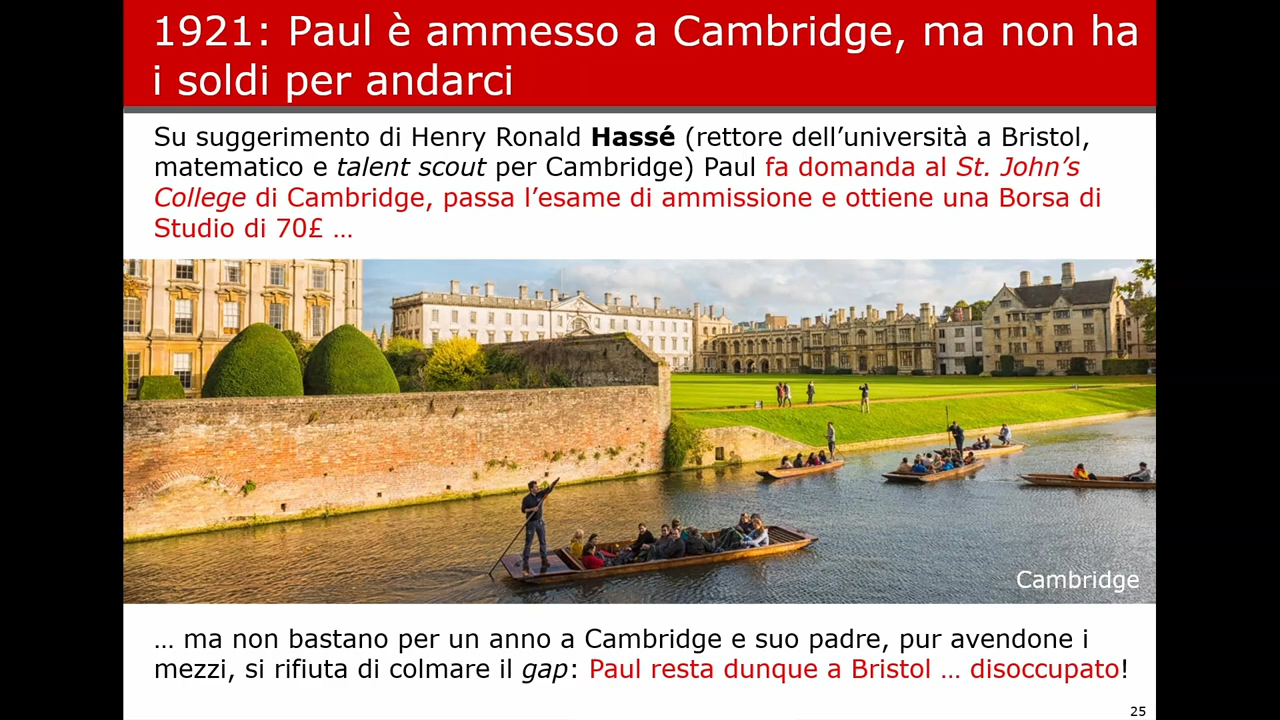 1921: Paul è ammesso a Cambridge, ma non ha
i soldi per andarci
Su suggerimento di Henry Ronald Hassé (rettore dell’università a Bristol,
matematico e talent scout per Cambridge) Paul fa domanda al St. John’s
College di Cambridge, passa l’esame di ammissione e ottiene una Borsa di
Studio di 70£ …
Cambridge
… ma non bastano per un anno a Cambridge e suo padre, pur avendone i
mezzi, si rifiuta di colmare il gap: Paul resta dunque a Bristol … disoccupato!
25